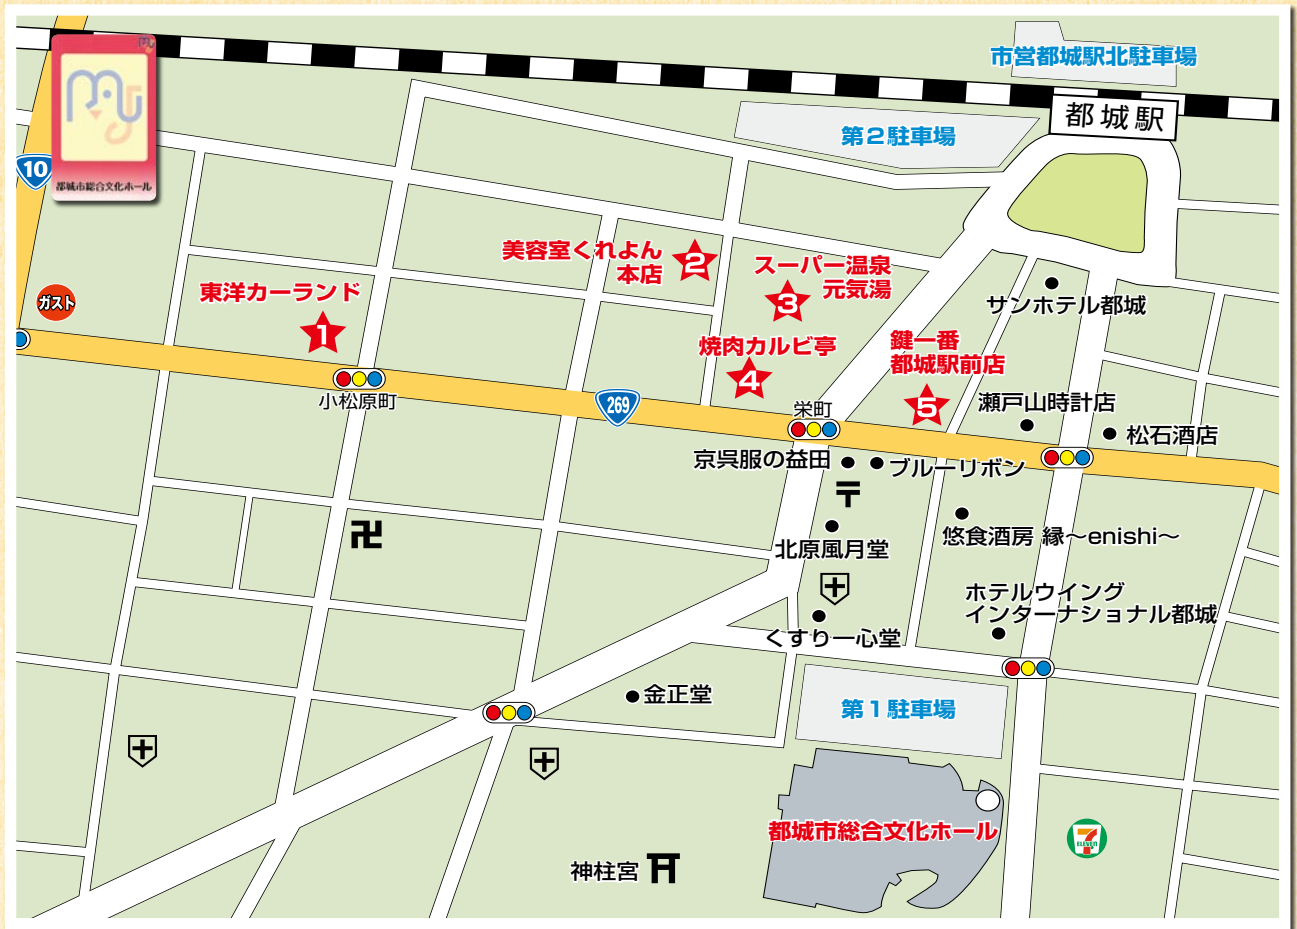 市営都城駅北駐車場
都城駅
第2駐車場
10
都城市総合文化ホール
美容室くれよん
本店
2
スーパー温泉
元気湯
3
東洋カーランド
1
ガスト
サンホテル都城
焼肉カルビ亭
4
鍵一番
都城駅前店
5
小松原町
269
栄町
瀬戸山時計店
松石酒店
京呉服の益田
ブルーリボン
〒
北原風月堂
悠食酒房 縁〜enishi〜
ホテルウイング
インターナショナル都城
くすり一心堂
金正堂
第1駐車場
都城市総合文化ホール
神柱宮
7
ELEVEN